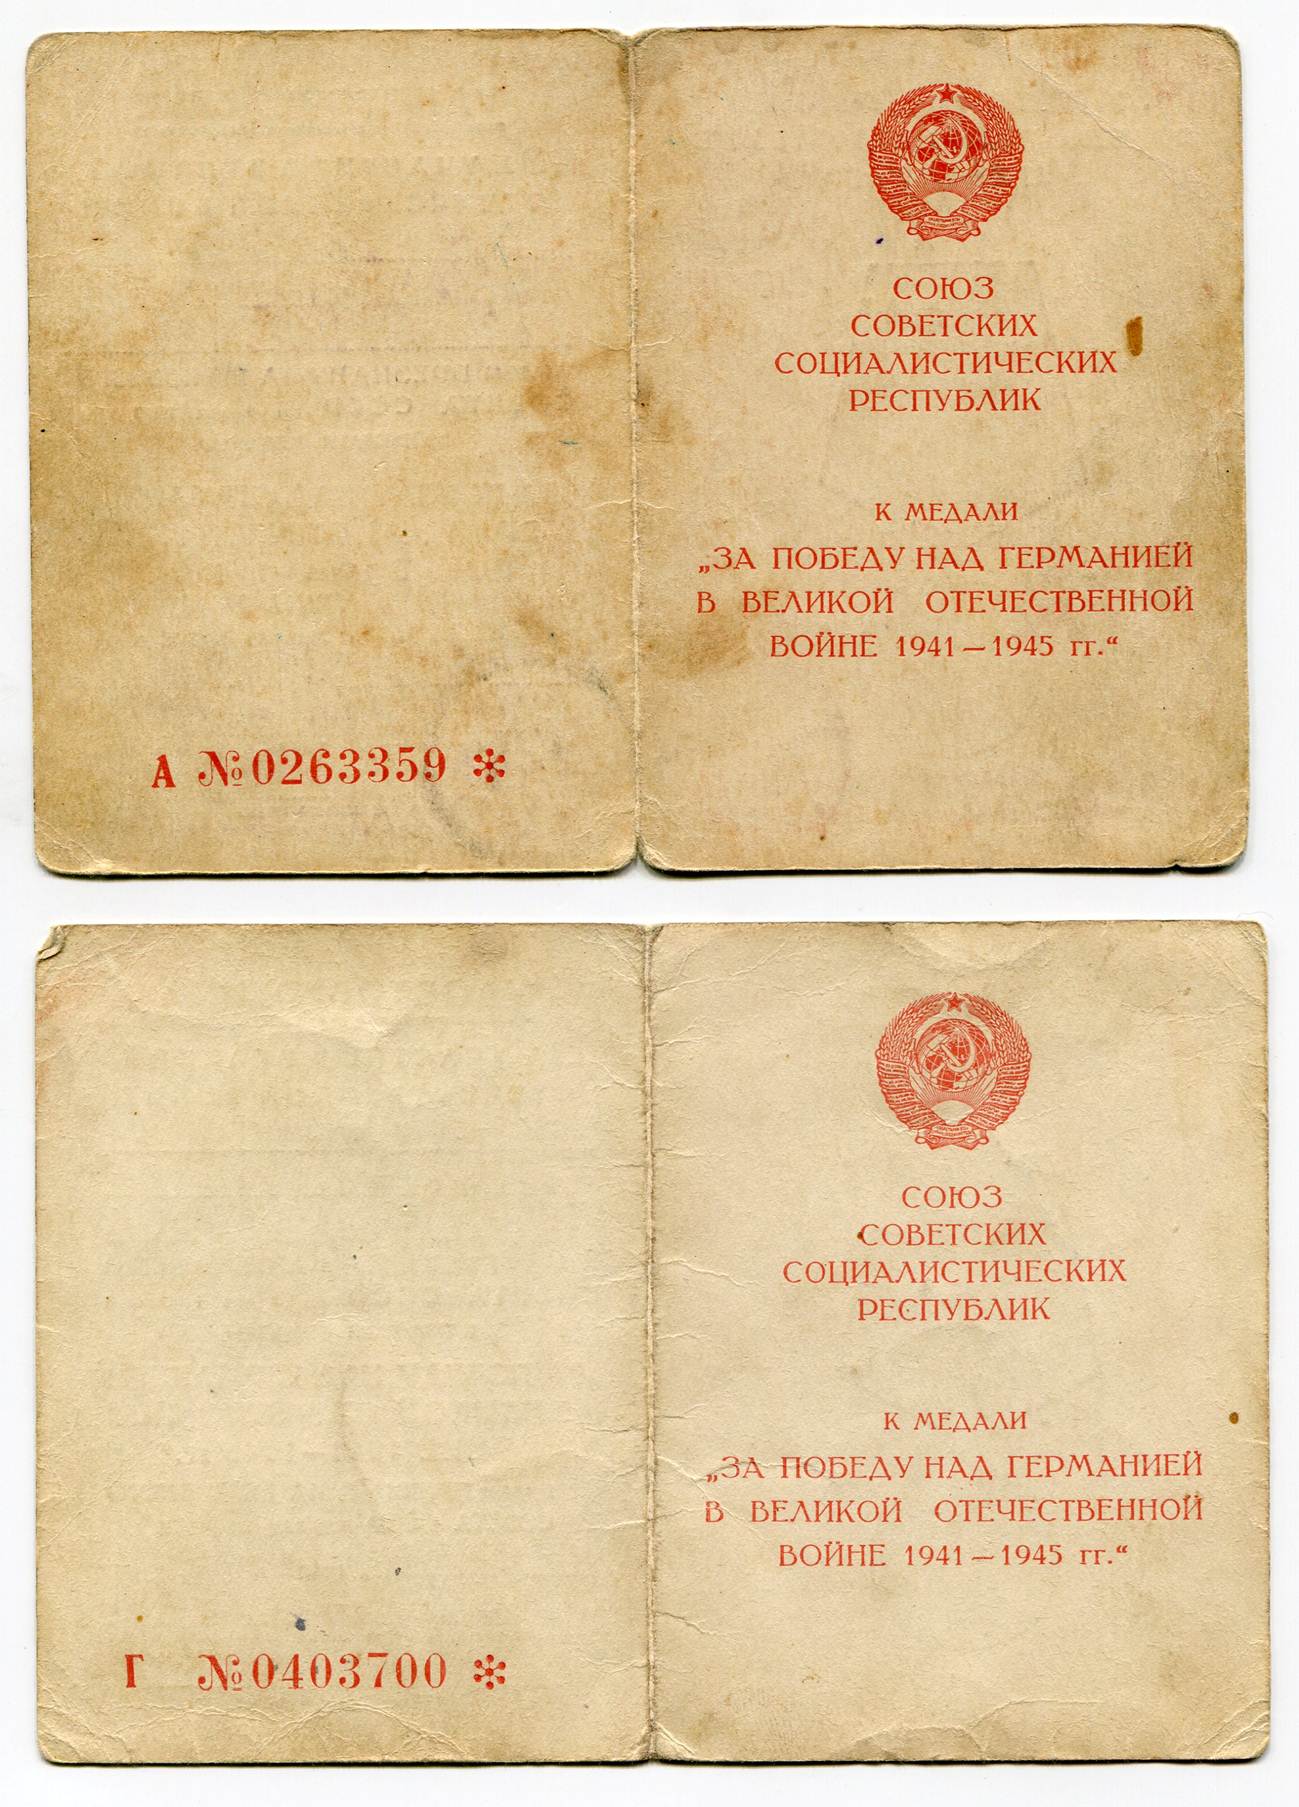 СОЮЗ
СОВЕТСКИХ
СОЦИАЛИСТИЧЕСКИХ
РЕСПУБЛИК
К МЕДАЛИ
„ЗА ПОБЕДУ НАД ГЕРМАНИЕЙ
В ВЕЛИКОЙ ОТЕЧЕСТВЕННОЙ
ВОЙНЕ 1941—1945 гг.“
А №0263359 *
СОЮЗ
СОВЕТСКИХ
СОЦИАЛИСТИЧЕСКИХ
РЕСПУБЛИК
К МЕДАЛИ
„ЗА ПОБЕДУ НАД ГЕРМАНИЕЙ
В ВЕЛИКОЙ ОТЕЧЕСТВЕННОЙ
ВОЙНЕ 1941—1945 гг.“
Г №0403700 *